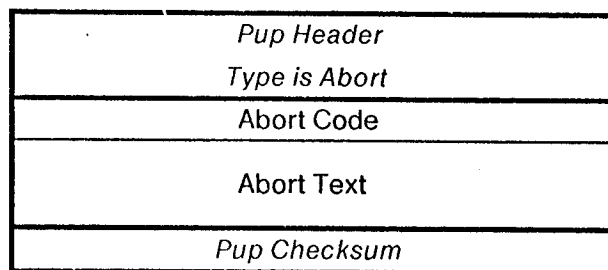 Pup Header
Type is Abort
Abort Code
Abort Text
Pup Checksum